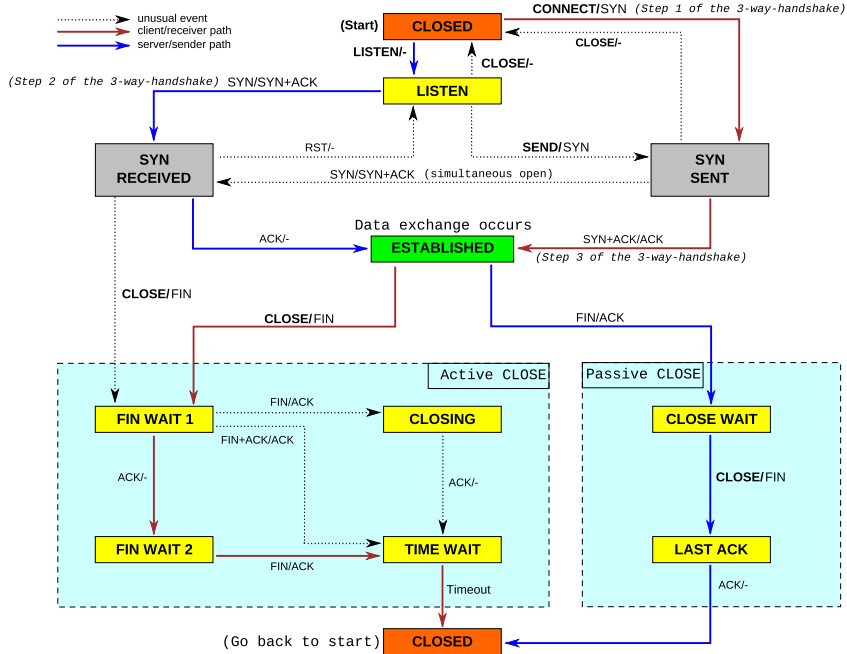 unusual event
client/receiver path
server/sender path
(Start)
CLOSED
CONNECT/SYN (Step 1 of the 3-way-handshake)
CLOSE/-
LISTEN/-
CLOSE/-
(Step 2 of the 3-way-handshake) SYN/SYN+ACK
LISTEN
SYN
RECEIVED
RST/-
SEND/SYN
SYN
SENT
SYN/SYN+ACK (simultaneous open)
Data exchange occurs
ACK/-
ESTABLISHED
SYN+ACK/ACK
(Step 3 of the 3-way-handshake)
CLOSE/FIN
CLOSE/FIN
FIN/ACK
Active CLOSE
Passive CLOSE
FIN WAIT 1
FIN/ACK
CLOSING
CLOSE WAIT
FIN+ACK/ACK
ACK/-
ACK/-
CLOSE/FIN
FIN WAIT 2
FIN/ACK
TIME WAIT
LAST ACK
Timeout
ACK/-
(Go back to start)
CLOSED